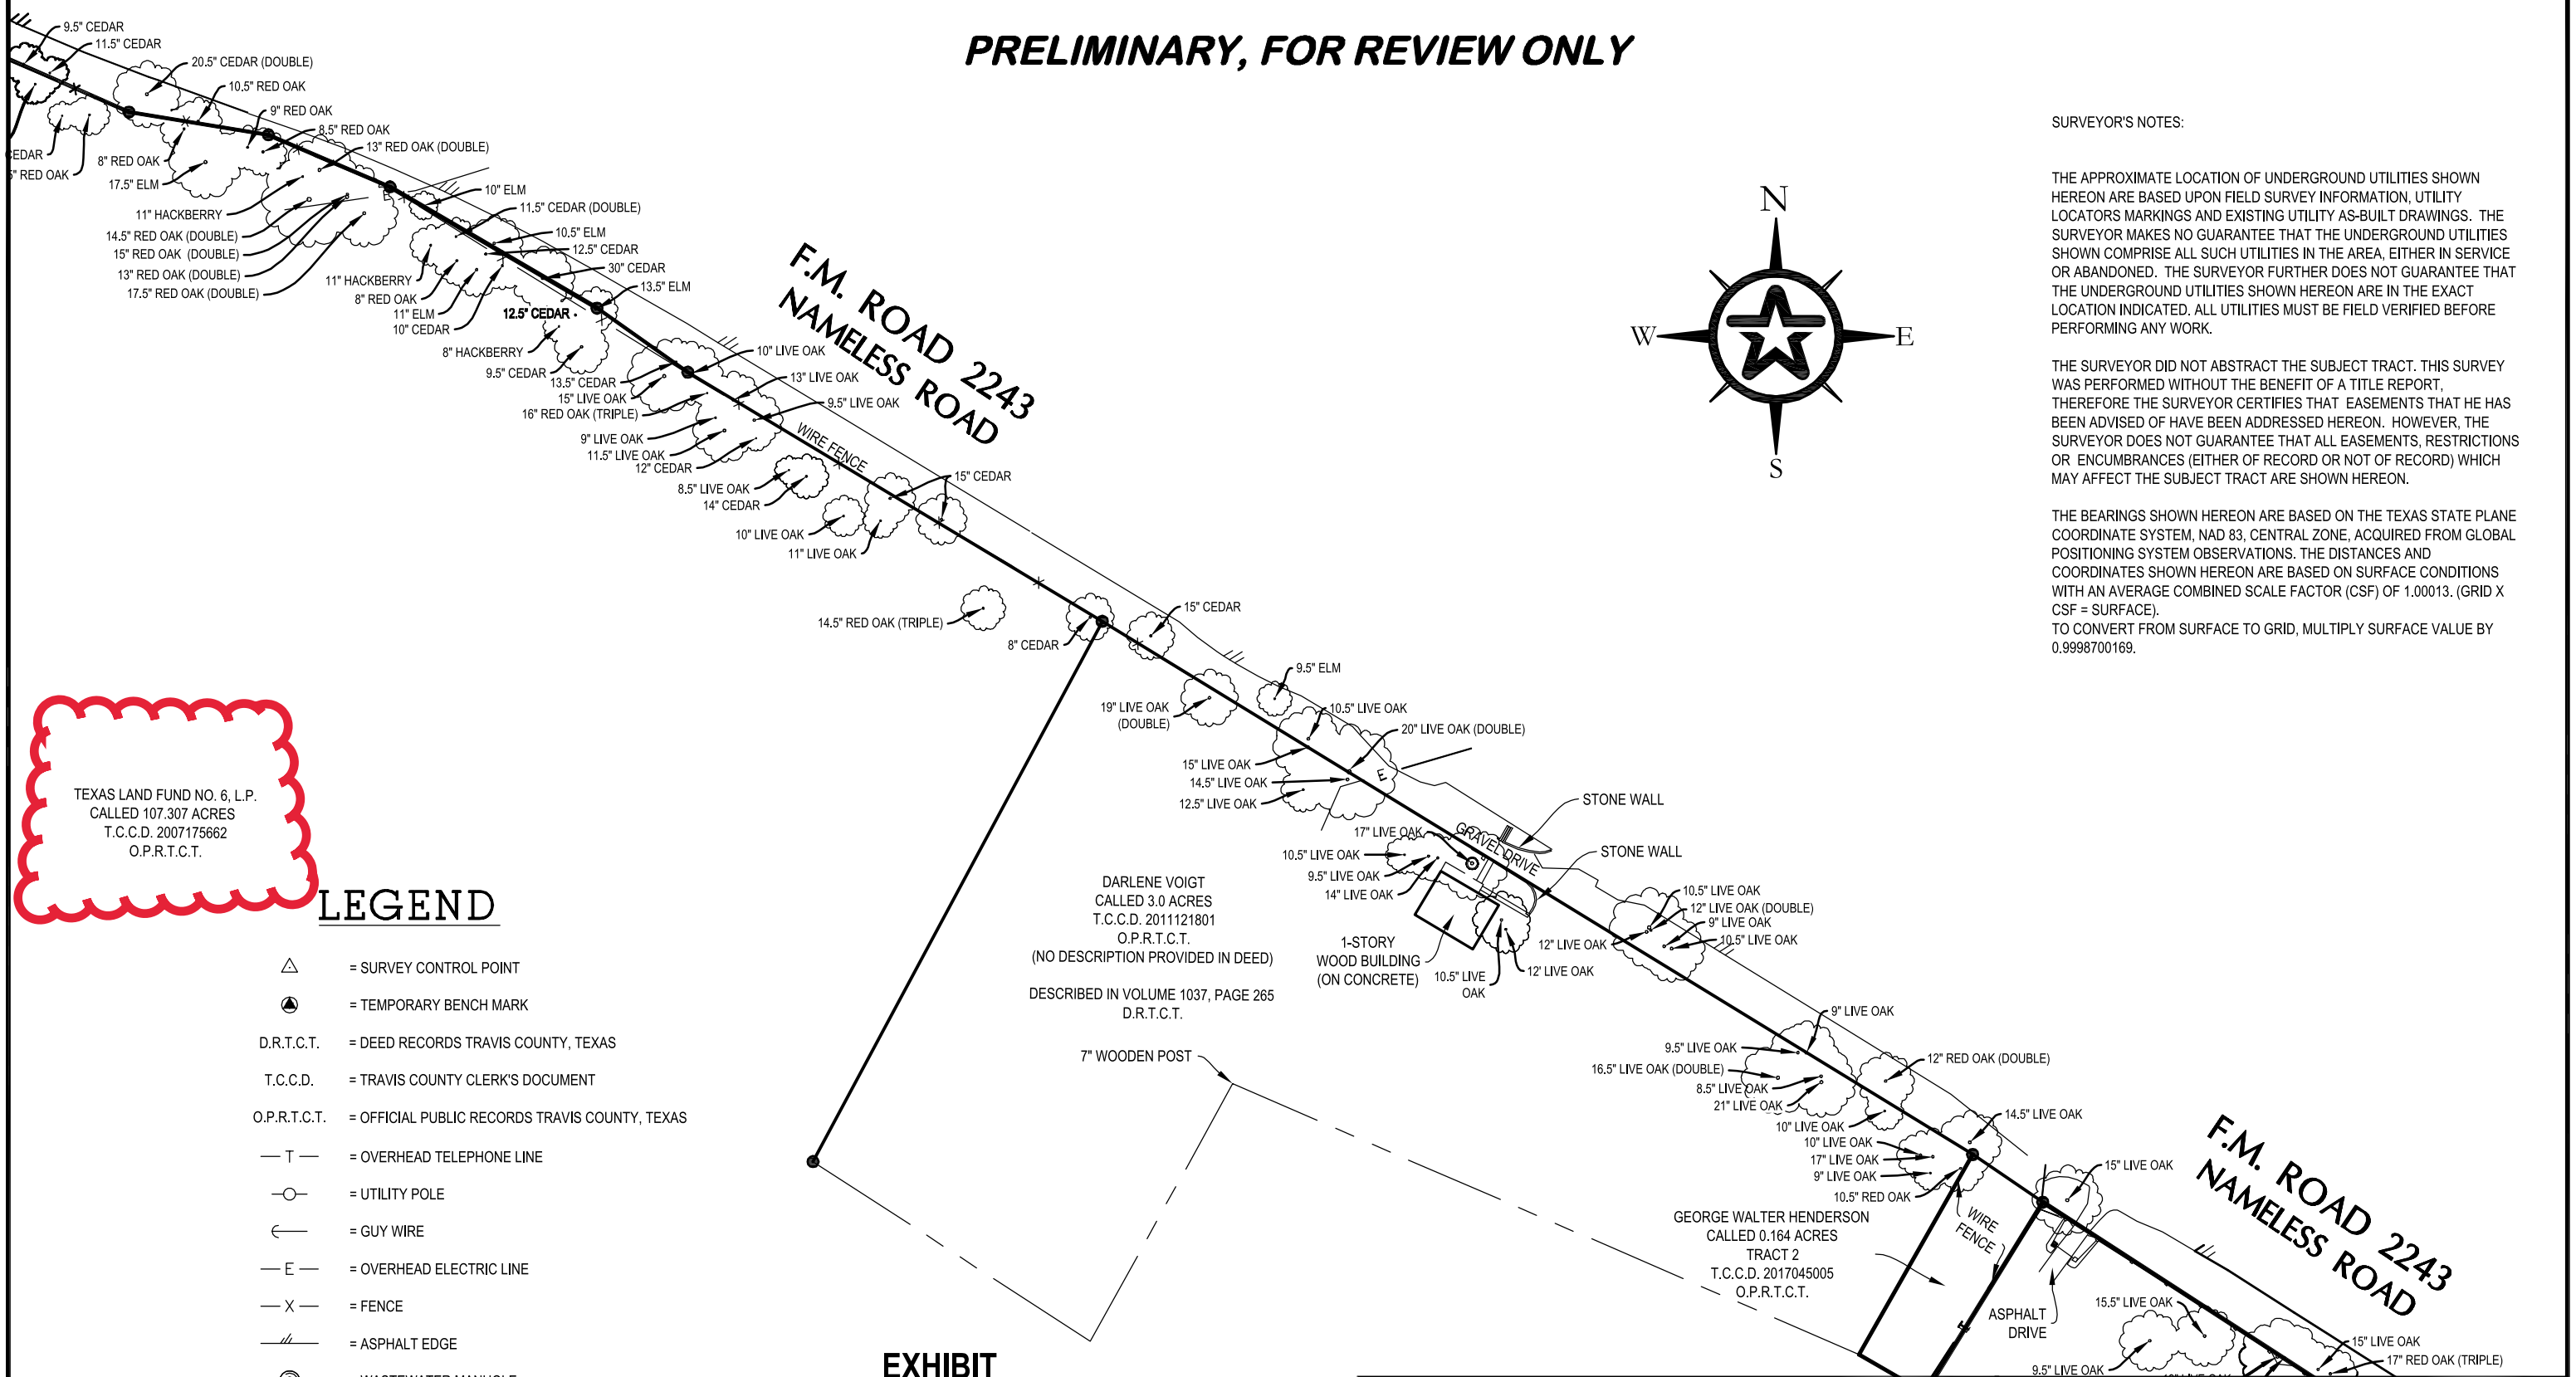 PRELIMINARY, FOR REVIEW ONLY
9.5" CEDAR
11.5" CEDAR
20.5" CEDAR (DOUBLE)
10.5" RED OAK
9" RED OAK
8.5" RED OAK
13" RED OAK (DOUBLE)
CEDAR
5" RED OAK
8" RED OAK
17.5" ELM
11" HACKBERRY
14.5" RED OAK (DOUBLE)
15" RED OAK (DOUBLE)
13" RED OAK (DOUBLE)
17.5" RED OAK (DOUBLE)
E
10" ELM
11.5" CEDAR (DOUBLE)
10.5" ELM
12.5" CEDAR
30" CEDAR
13.5" ELM
11" HACKBERRY
8" RED OAK
11" ELM
10" CEDAR
12.5" CEDAR
8" HACKBERRY
9.5" CEDAR
13.5" CEDAR
15" LIVE OAK
16" RED OAK (TRIPLE)
9" LIVE OAK
11.5" LIVE OAK
12" CEDAR
8.5" LIVE OAK
14" CEDAR
10" LIVE OAK
11" LIVE OAK
10" LIVE OAK
13" LIVE OAK
9.5" LIVE OAK
WIRE FENCE
15" CEDAR
F.M. ROAD 2243
NAMELESS ROAD
14.5" RED OAK (TRIPLE)
8" CEDAR
15" CEDAR
9.5" ELM
19" LIVE OAK
(DOUBLE)
10.5" LIVE OAK
20" LIVE OAK (DOUBLE)
E
15" LIVE OAK
14.5" LIVE OAK
12.5" LIVE OAK
STONE WALL
17" LIVE OAK
GRAVEL DRIVE
STONE WALL
10.5" LIVE OAK
9.5" LIVE OAK
14" LIVE OAK
1-STORY
WOOD BUILDING
(ON CONCRETE)
10.5" LIVE
OAK
12' LIVE OAK
10.5" LIVE OAK
12" LIVE OAK (DOUBLE)
9" LIVE OAK
10.5" LIVE OAK
12" LIVE OAK
9" LIVE OAK
9.5" LIVE OAK
16.5" LIVE OAK (DOUBLE)
8.5" LIVE OAK
21" LIVE OAK
12" RED OAK (DOUBLE)
10" LIVE OAK
14.5" LIVE OAK
10" LIVE OAK
17" LIVE OAK
9" LIVE OAK
10.5" RED OAK
15" LIVE OAK
WIRE
FENCE
F.M. ROAD 2243
NAMELESS ROAD
ASPHALT
DRIVE
15.5" LIVE OAK
9.5" LIVE OAK
15" LIVE OAK
17" RED OAK (TRIPLE)
N
W
E
S
SURVEYOR'S NOTES:
THE APPROXIMATE LOCATION OF UNDERGROUND UTILITIES SHOWN
HEREON ARE BASED UPON FIELD SURVEY INFORMATION, UTILITY
LOCATORS MARKINGS AND EXISTING UTILITY AS-BUILT DRAWINGS. THE
SURVEYOR MAKES NO GUARANTEE THAT THE UNDERGROUND UTILITIES
SHOWN COMPRISE ALL SUCH UTILITIES IN THE AREA, EITHER IN SERVICE
OR ABANDONED. THE SURVEYOR FURTHER DOES NOT GUARANTEE THAT
THE UNDERGROUND UTILITIES SHOWN HEREON ARE IN THE EXACT
LOCATION INDICATED. ALL UTILITIES MUST BE FIELD VERIFIED BEFORE
PERFORMING ANY WORK.
THE SURVEYOR DID NOT ABSTRACT THE SUBJECT TRACT. THIS SURVEY
WAS PERFORMED WITHOUT THE BENEFIT OF A TITLE REPORT,
THEREFORE THE SURVEYOR CERTIFIES THAT EASEMENTS THAT HE HAS
BEEN ADVISED OF HAVE BEEN ADDRESSED HEREON. HOWEVER, THE
SURVEYOR DOES NOT GUARANTEE THAT ALL EASEMENTS, RESTRICTIONS
OR ENCUMBRANCES (EITHER OF RECORD OR NOT OF RECORD) WHICH
MAY AFFECT THE SUBJECT TRACT ARE SHOWN HEREON.
THE BEARINGS SHOWN HEREON ARE BASED ON THE TEXAS STATE PLANE
COORDINATE SYSTEM, NAD 83, CENTRAL ZONE, ACQUIRED FROM GLOBAL
POSITIONING SYSTEM OBSERVATIONS. THE DISTANCES AND
COORDINATES SHOWN HEREON ARE BASED ON SURFACE CONDITIONS
WITH AN AVERAGE COMBINED SCALE FACTOR (CSF) OF 1.00013. (GRID X
CSF = SURFACE).
TO CONVERT FROM SURFACE TO GRID, MULTIPLY SURFACE VALUE BY
0.9998700169.
TEXAS LAND FUND NO. 6, L.P.
CALLED 107.307 ACRES
T.C.C.D. 2007175662
O.P.R.T.C.T.
DARLENE VOIGT
CALLED 3.0 ACRES
T.C.C.D. 2011121801
O.P.R.T.C.T.
(NO DESCRIPTION PROVIDED IN DEED)
DESCRIBED IN VOLUME 1037, PAGE 265
D.R.T.C.T.
7" WOODEN POST
GEORGE WALTER HENDERSON
CALLED 0.164 ACRES
TRACT 2
T.C.C.D. 2017045005
O.P.R.T.C.T.
LEGEND
= SURVEY CONTROL POINT
= TEMPORARY BENCH MARK
D.R.T.C.T. = DEED RECORDS TRAVIS COUNTY, TEXAS
T.C.C.D. = TRAVIS COUNTY CLERK'S DOCUMENT
O.P.R.T.C.T. = OFFICIAL PUBLIC RECORDS TRAVIS COUNTY, TEXAS
T = OVERHEAD TELEPHONE LINE
= UTILITY POLE
= GUY WIRE
E = OVERHEAD ELECTRIC LINE
X = FENCE
= ASPHALT EDGE
= WASTEWATER MANHOLE
EXHIBIT